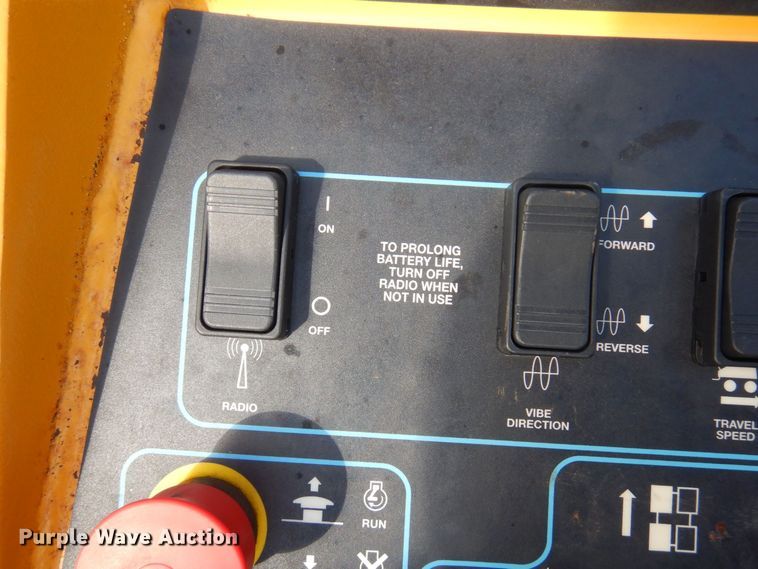 ON
OFF
RADIO
TO PROLONG
BATTERY LIFE,
TURN OFF
RADIO WHEN
NOT IN USE
FORWARD
REVERSE
VIBE
DIRECTION
TRAVEL
SPEED
RUN
Purple Wave Auction